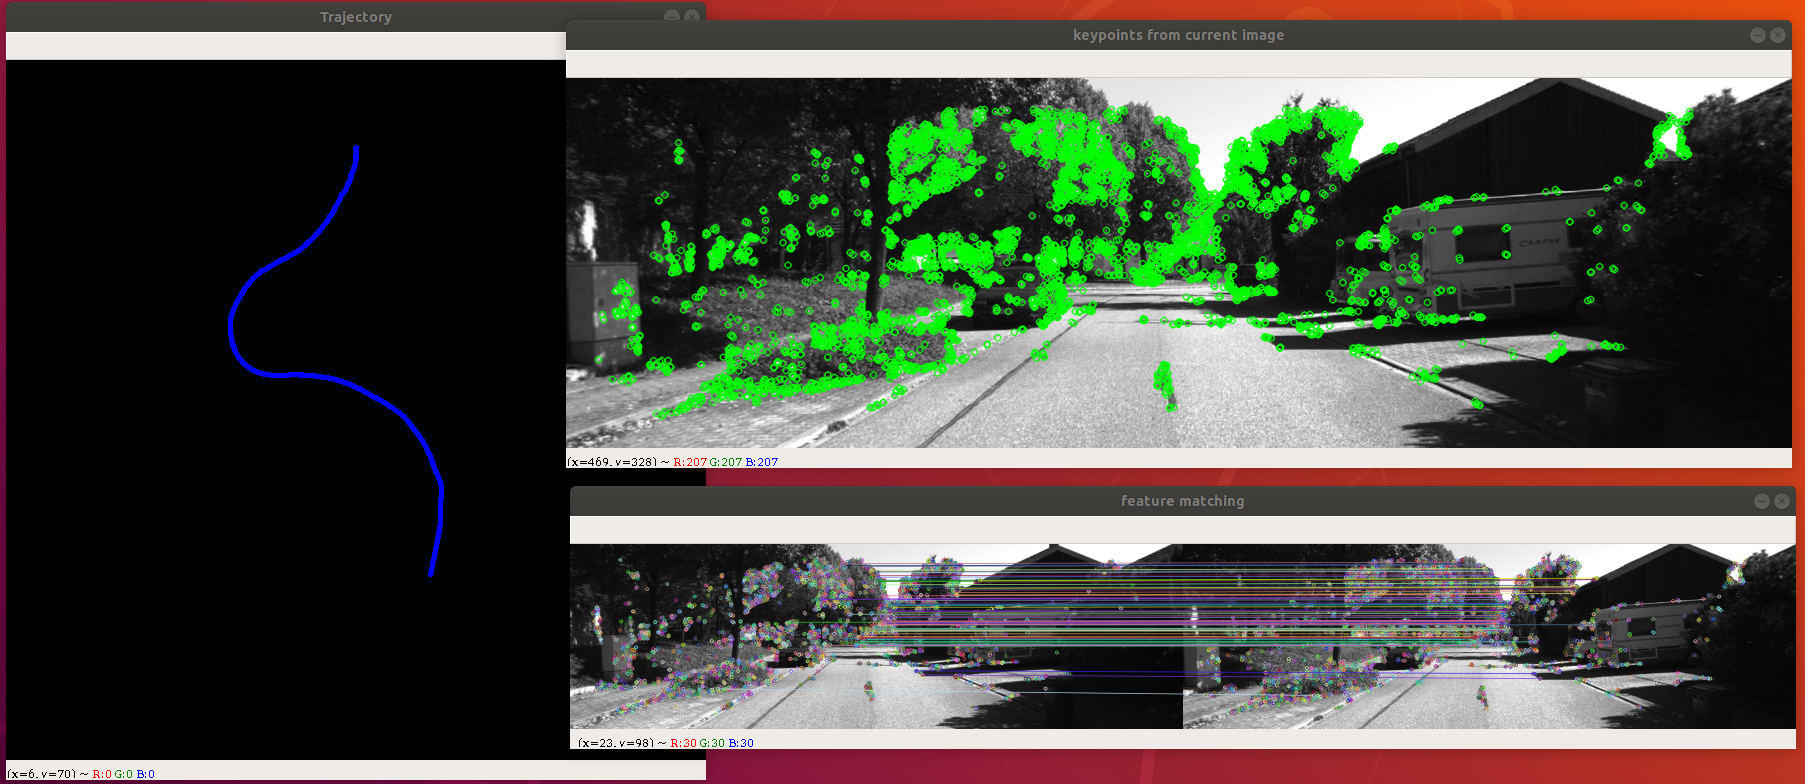 Trajectory
keypoints from current image
CAMPER
(x=469, y=328) ~ R:207 G:207 B:207
feature matching
(x=23, y=98) ~ R:30 G:30 B:30
(x=6, y=70) ~ R:0 G:0 B:0